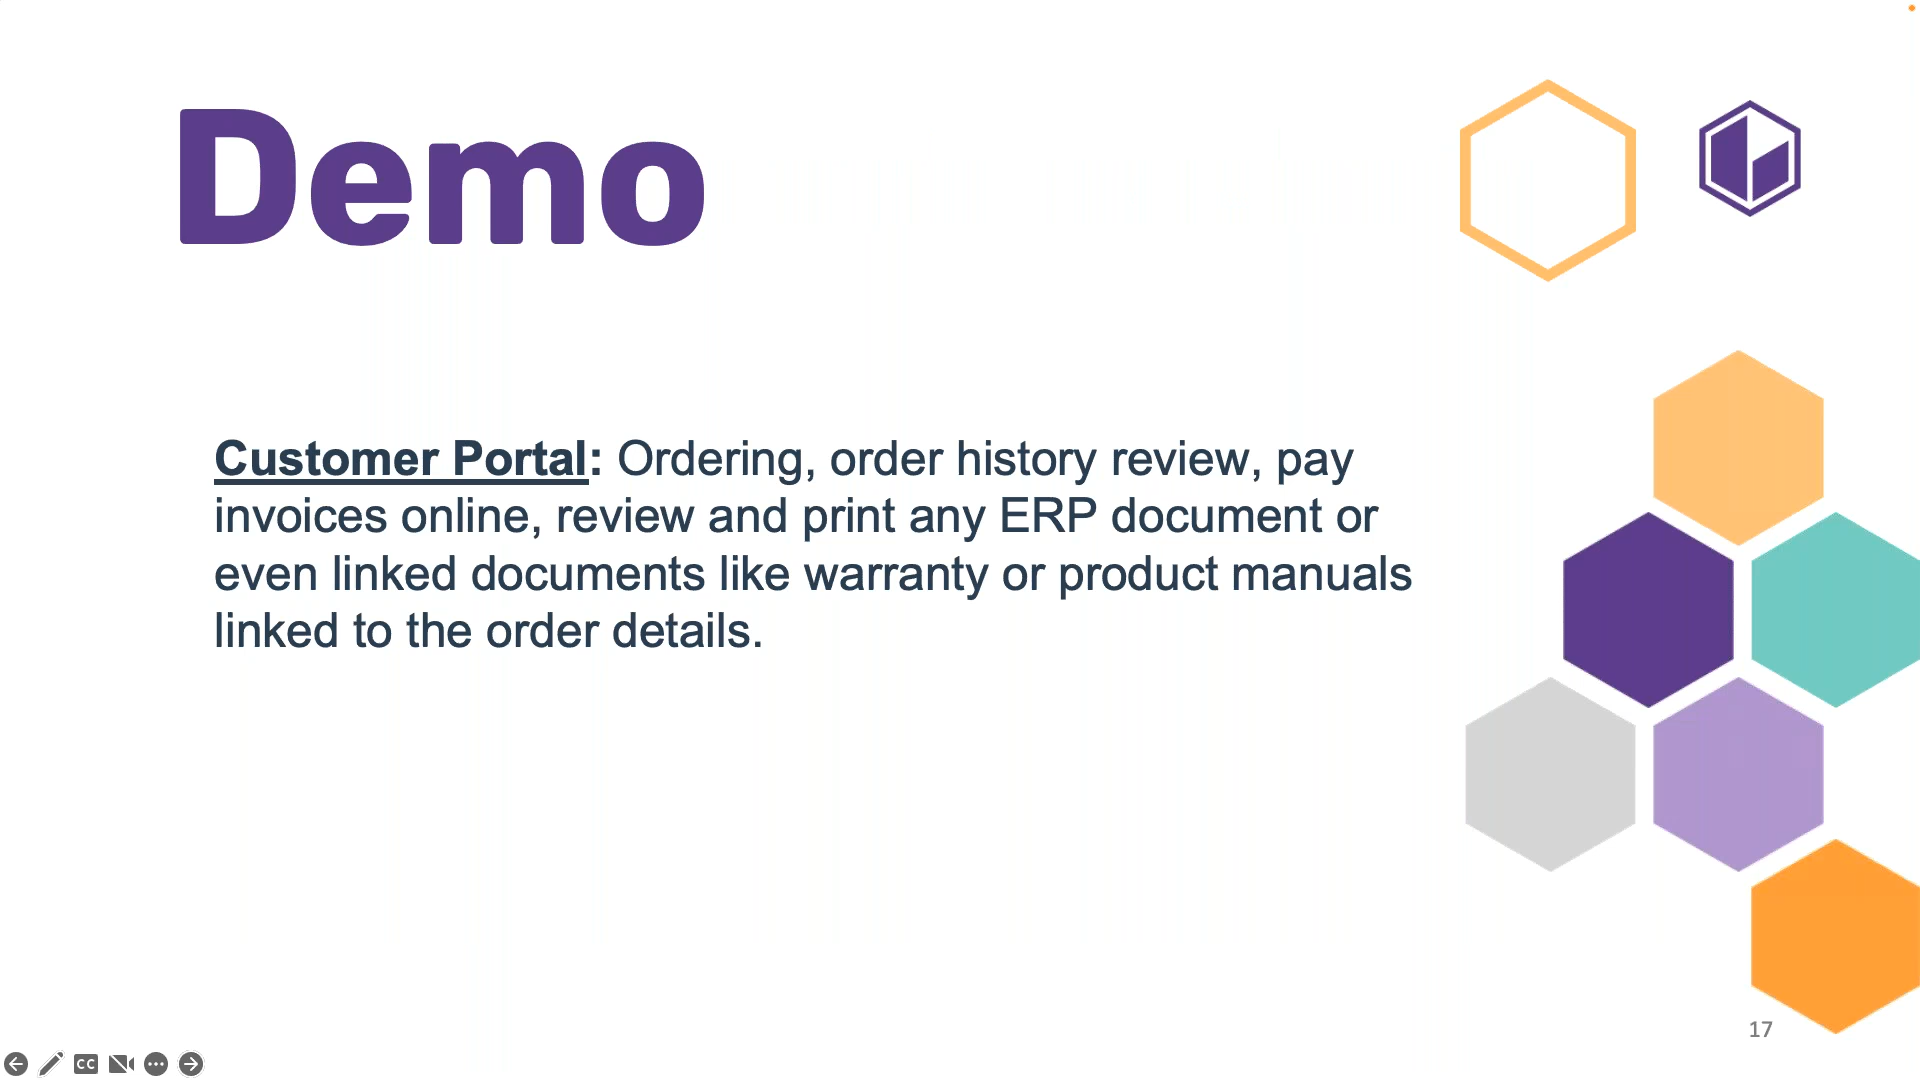 Demo
Customer Portal: Ordering, order history review, pay
invoices online, review and print any ERP document or
even linked documents like warranty or product manuals
linked to the order details.
17
CC